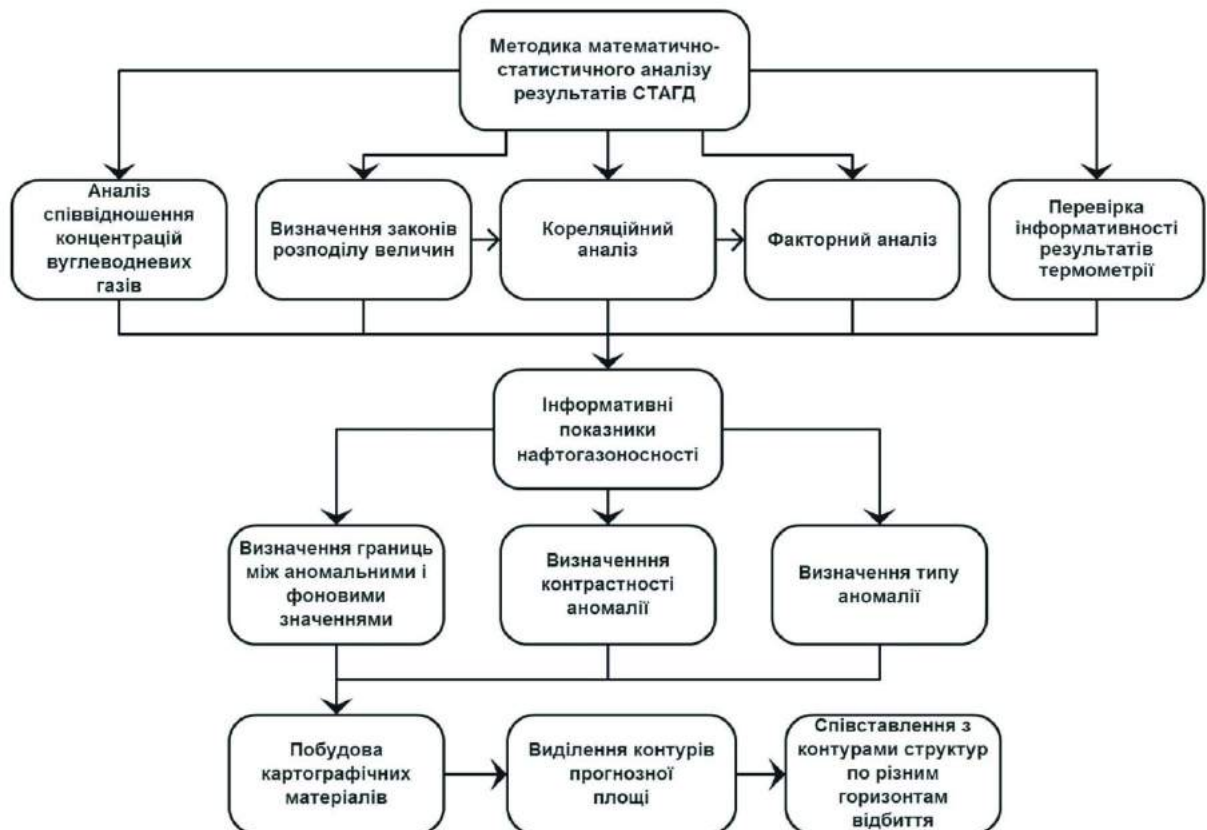 Методика математично-
статистичного аналізу
результатів СТАГД
Аналіз
співвідношення
концентрацій
вуглеводневих
газів
Визначення законів
розподілу величин
Кореляційний
аналіз
Факторний аналіз
Перевірка
інформативності
результатів
термометрії
Інформативні
показники
нафтогазоносності
Визначення границь
між аномальними і
фоновими
значеннями
Визначенння
контрастності
аномалії
Визначення типу
аномалії
Побудова
картографічних
матеріалів
Виділення контурів
прогнозної
площі
Співставлення з
контурами структур
по різним
горизонтам
відбиття